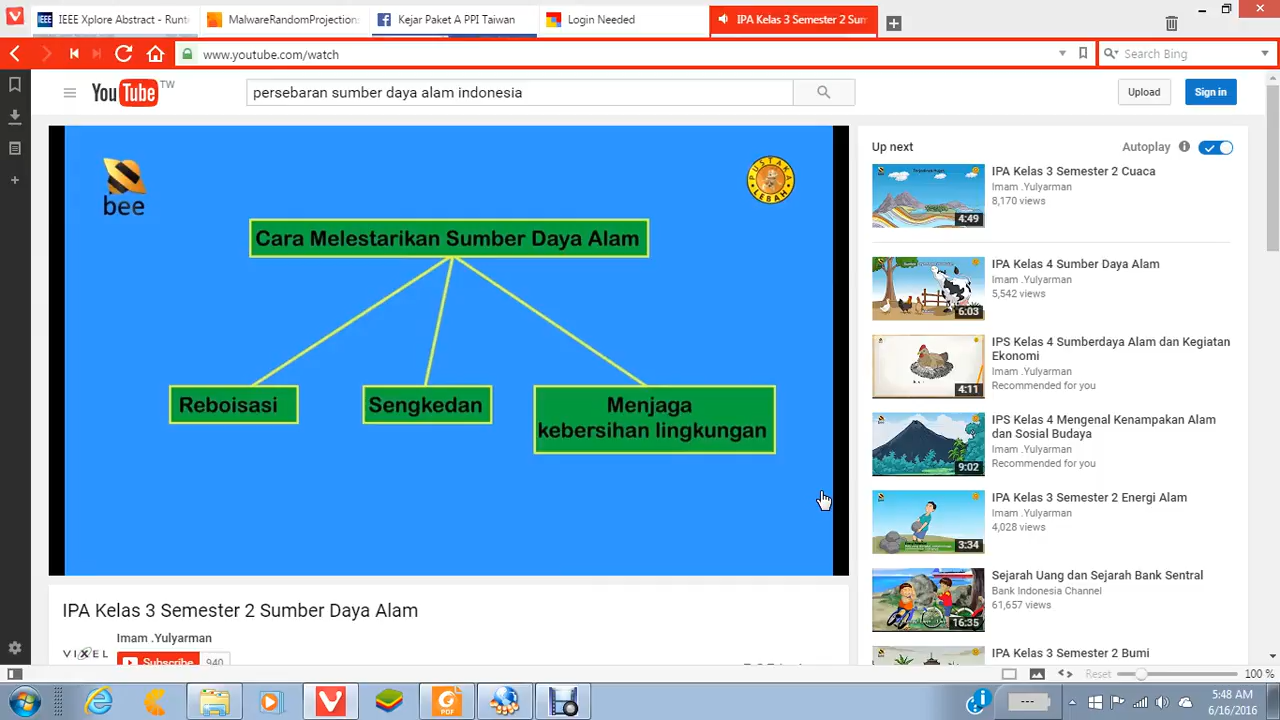 IEEE Xplore Abstract - Runt
MalwareRandomProjections
Kejar Paket A PPI Taiwan
Login Needed
IPA Kelas 3 Semester 2 Sum
www.youtube.com/watch
Search Bing
YouTube TW
persebaran sumber daya alam indonesia
Upload
Sign in
bee
PUSTAKA LEBAH
Cara Melestarikan Sumber Daya Alam
Reboisasi
Sengkedan
Menjaga
kebersihan lingkungan
IPA Kelas 3 Semester 2 Sumber Daya Alam
Imam .Yulyarman
VIXEL
Subscribe
940
Up next
Autoplay
IPA Kelas 3 Semester 2 Cuaca
Imam .Yulyarman
8,170 views
4:49
IPA Kelas 4 Sumber Daya Alam
Imam .Yulyarman
5,542 views
6:03
IPS Kelas 4 Sumberdaya Alam dan Kegiatan
Ekonomi
Imam .Yulyarman
Recommended for you
4:11
IPS Kelas 4 Mengenal Kenampakan Alam
dan Sosial Budaya
Imam .Yulyarman
Recommended for you
9:02
IPA Kelas 3 Semester 2 Energi Alam
Imam .Yulyarman
4,028 views
3:34
Sejarah Uang dan Sejarah Bank Sentral
Bank Indonesia Channel
61,657 views
16:35
IPA Kelas 3 Semester 2 Bumi
Reset
100 %
PDF
5:48 AM
6/16/2016